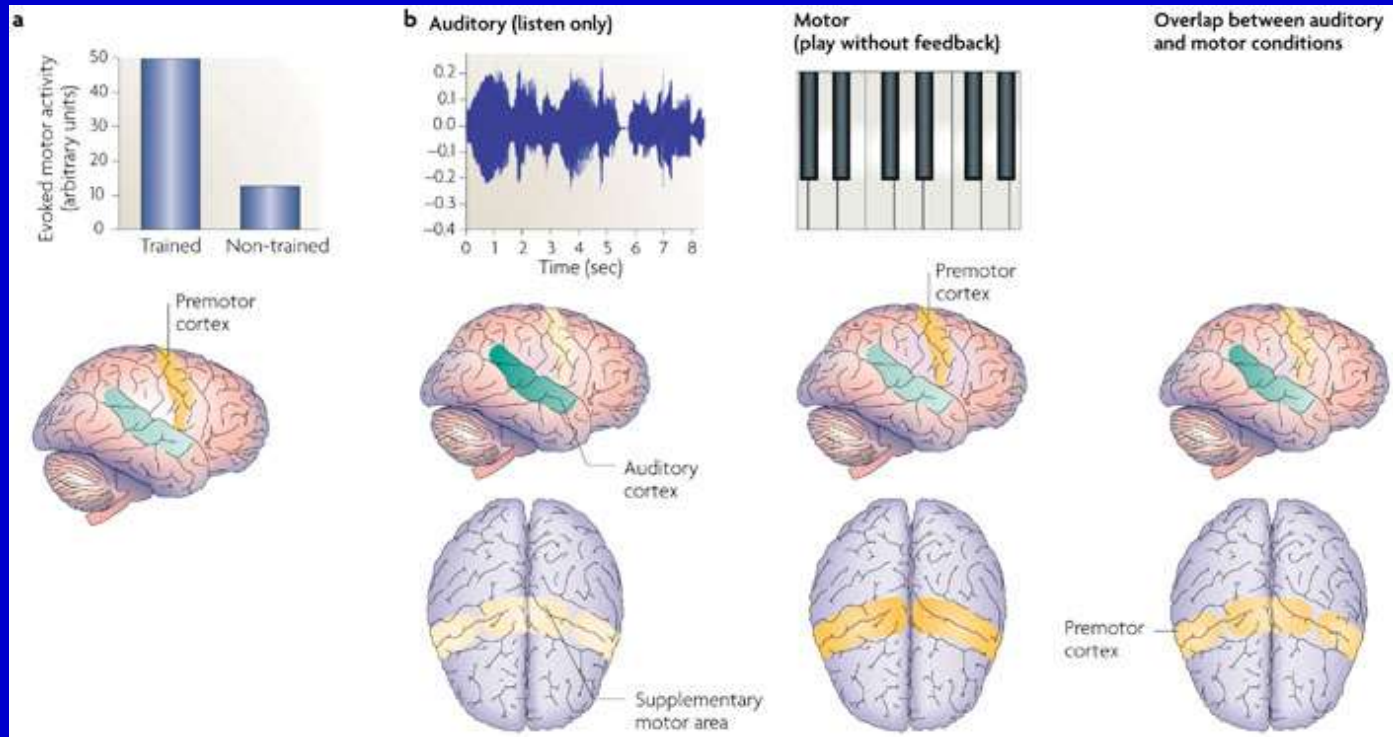 a
Evoked motor activity
(arbitrary units)
50
40
30
20
10
0
Trained
Non-trained
Premotor
cortex
b
Auditory (listen only)
0.2
0.1
0.0
−0.1
−0.2
−0.3
−0.4
0 1 2 3 4 5 6 7 8
Time (sec)
Auditory
cortex
Supplementary
motor area
Motor
(play without feedback)
Premotor
cortex
Overlap between auditory
and motor conditions
Premotor
cortex